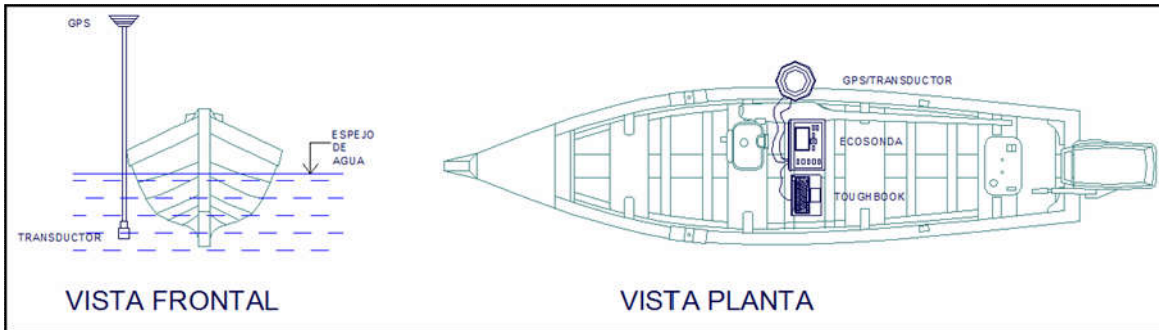 GPS
ESPEJO
DE
AGUA
TRANSDUCTOR
VISTA FRONTAL
GPS/TRANSDUCTOR
ECOSONDA
TOUGHBOOK
VISTA PLANTA